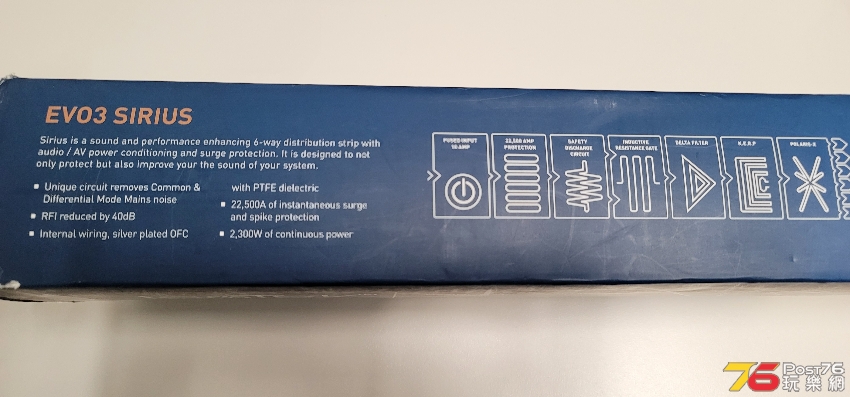 EVO3 SIRIUS
Sirius is a sound and performance enhancing 6-way distribution strip with
audio / AV power conditioning and surge protection. It is designed to not
only protect but also improve your the sound of your system.
▪ Unique circuit removes Common &
Differential Mode Mains noise
▪ RFI reduced by 40dB
▪ Internal wiring, silver plated OFC
with PTFE dielectric
▪ 22,500A of instantaneous surge
and spike protection
▪ 2,300W of continuous power
FUSED INPUT
10 AMP
22,500 AMP
PROTECTION
SAFETY
DISCHARGE
CIRCUIT
INDUCTIVE
RESISTANCE GATE
DELTA FILTER
POLARIS-X
76 Post76
玩樂網